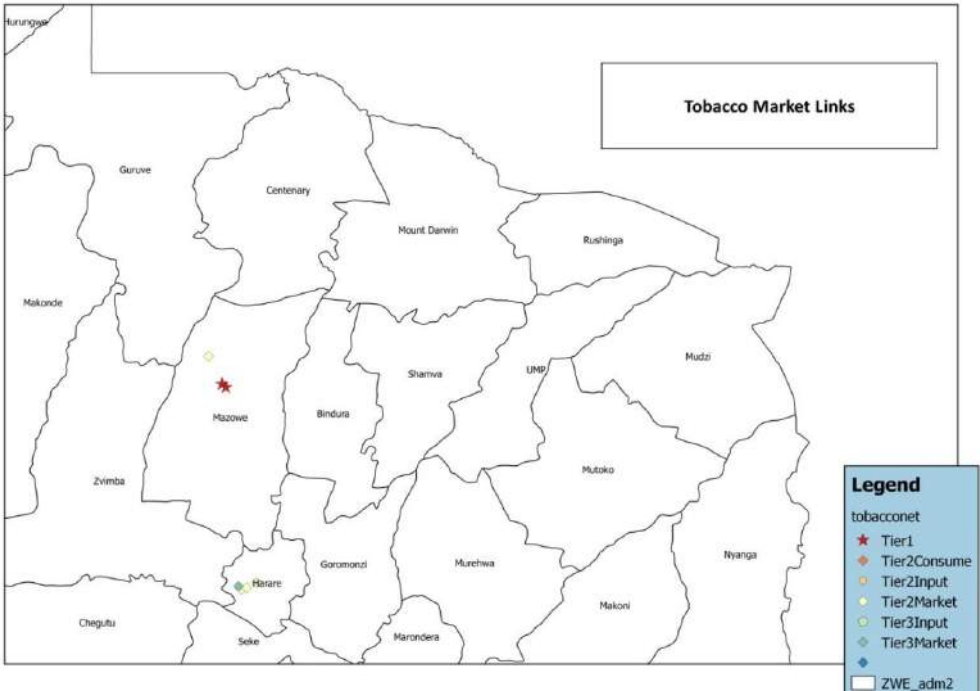 Hurungwe
Tobacco Market Links
Guruve
Centenary
Mount Darwin
Rushinga
Makonde
Mudzi
UMP
Shamva
Mazowe
Bindura
Mutoko
Zvimba
Legend
tobacconet
Tier1
Tier2Consume
Tier2Input
Tier2Market
Tier3Input
Tier3Market
ZWE_adm2
Nyanga
Goromonzi
Murehwa
Harare
Makoni
Chegutu
Marondera
Seke